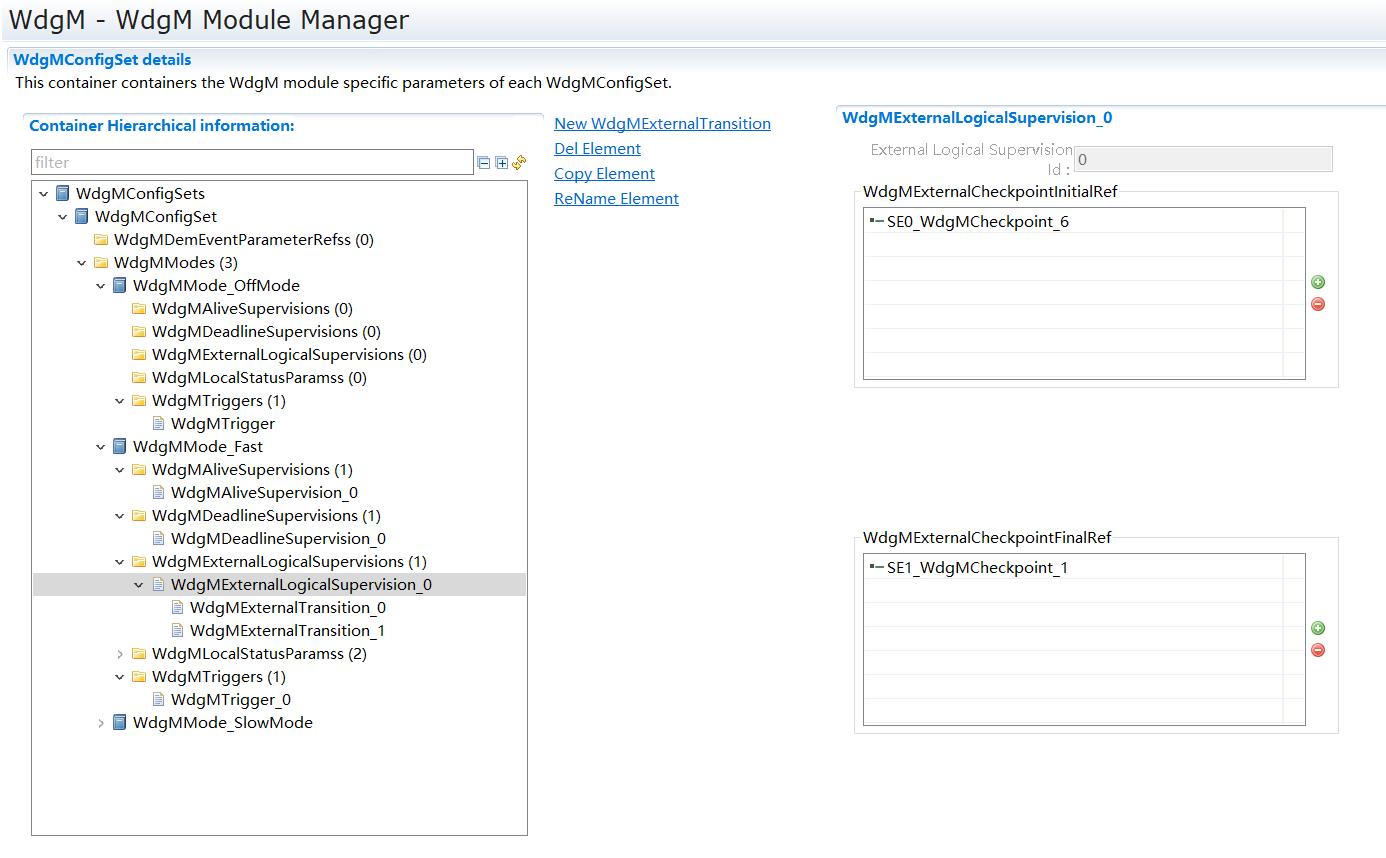 WdgM - WdgM Module Manager
WdgMConfigSet details
This container containers the WdgM module specific parameters of each WdgMConfigSet.
Container Hierarchical information:
filter
WdgMConfigSets
WdgMConfigSet
WdgMDemEventParameterRefss (0)
WdgMModes (3)
WdgMMode_OffMode
WdgMAliveSupervisions (0)
WdgMDeadlineSupervisions (0)
WdgMExternalLogicalSupervisions (0)
WdgMLocalStatusParamss (0)
WdgMTriggers (1)
WdgMTrigger
WdgMMode_Fast
WdgMAliveSupervisions (1)
WdgMAliveSupervision_0
WdgMDeadlineSupervisions (1)
WdgMDeadlineSupervision_0
WdgMExternalLogicalSupervisions (1)
WdgMExternalLogicalSupervision_0
WdgMExternalTransition_0
WdgMExternalTransition_1
WdgMLocalStatusParamss (2)
WdgMTriggers (1)
WdgMTrigger_0
WdgMMode_SlowMode
New WdgMExternalTransition
Del Element
Copy Element
ReName Element
WdgMExternalLogicalSupervision_0
External Logical Supervision
Id : 0
WdgMExternalCheckpointInitialRef
SE0_WdgMCheckpoint_6
WdgMExternalCheckpointFinalRef
SE1_WdgMCheckpoint_1